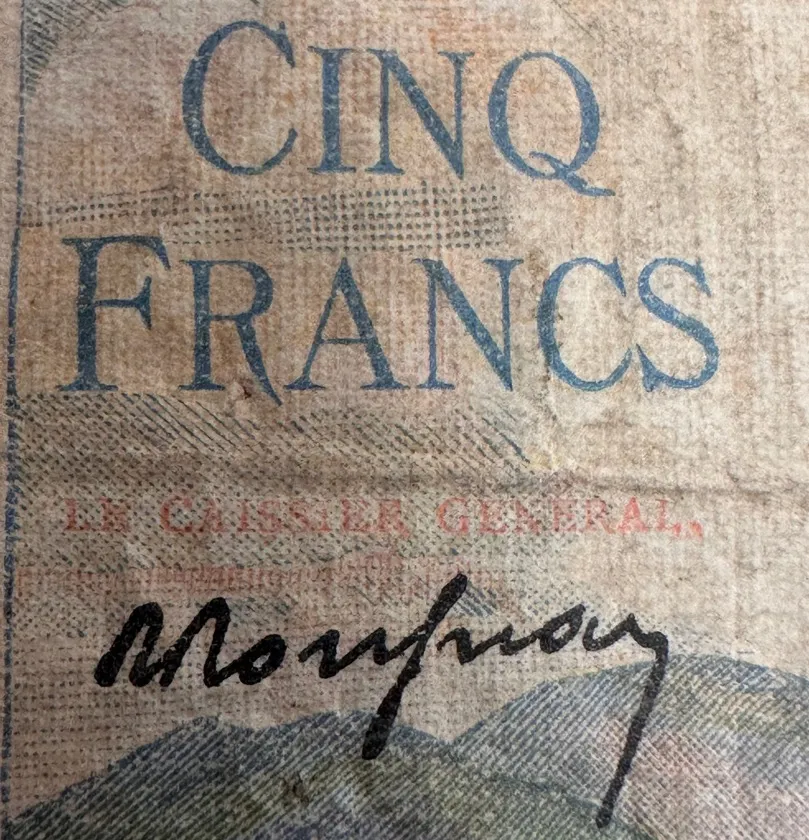 CINQ
FRANCS
LE CAISSIER GENERAL,